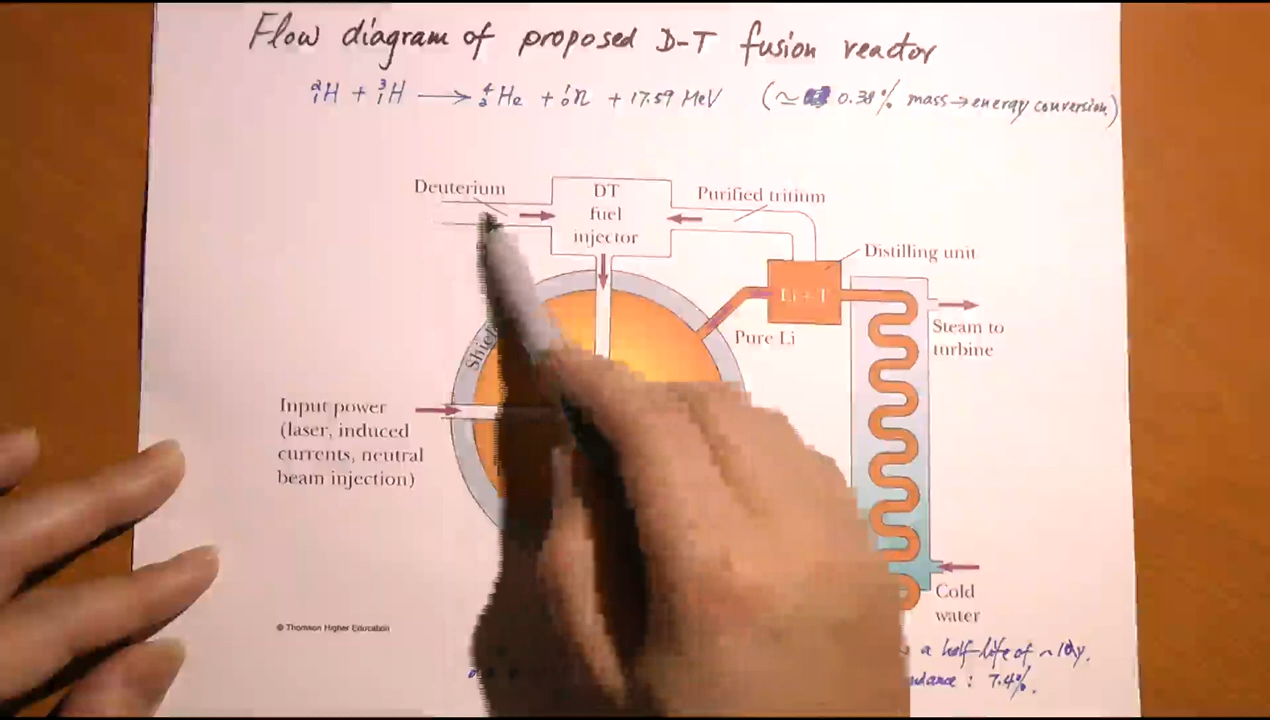 Flow diagram of proposed D-T fusion reactor
²₁H + ³₁H → ⁴₂He + ¹₀n + 17.59 MeV (≃ 0.38% mass→energy conversion)
Deuterium
DT
fuel
injector
Purified tritium
Distilling unit
Li + T
Steam to
turbine
Pure Li
Shiel
Input power
(laser, induced
currents, neutral
beam injection)
Cold
water
© Thomson Higher Education
a half-life of ~10y.
7.4%.